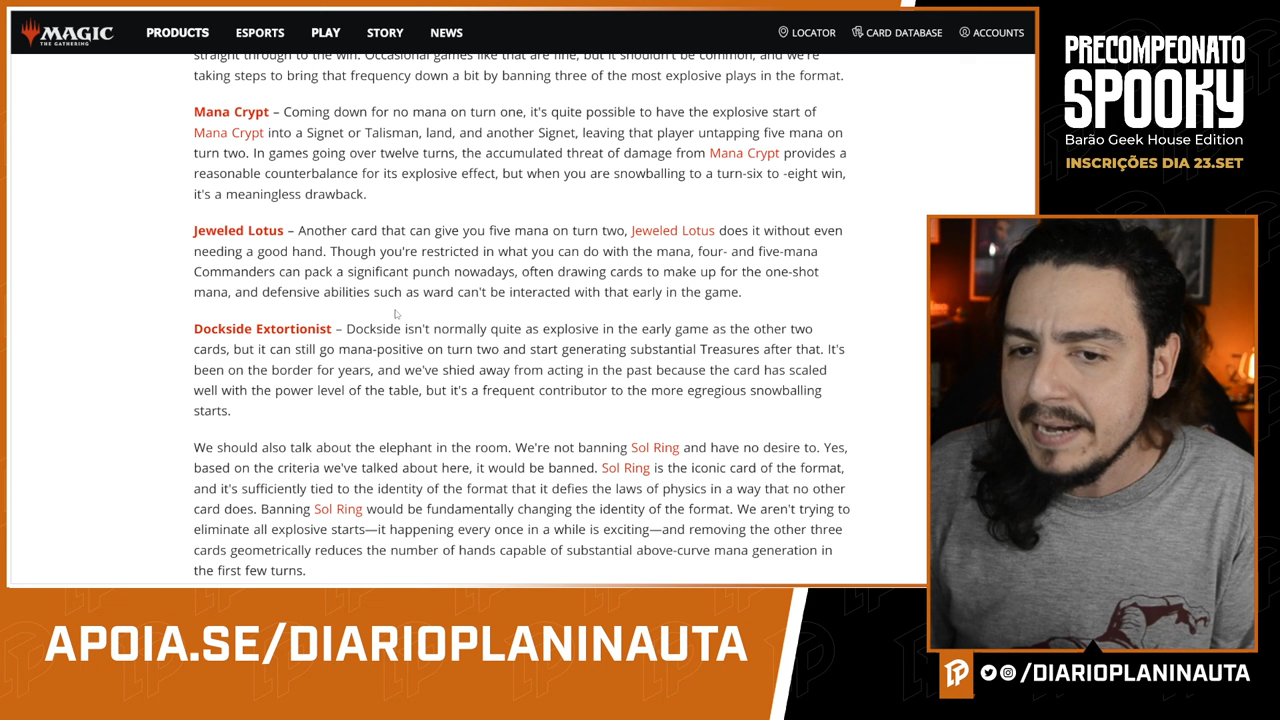 MAGIC
THE GATHERING
PRODUCTS
ESPORTS
PLAY
STORY
NEWS
LOCATOR
CARD DATABASE
ACCOUNTS
straight through to the win. Occasional games like that are fine, but it shouldn't be common, and we're
taking steps to bring that frequency down a bit by banning three of the most explosive plays in the format.
Mana Crypt – Coming down for no mana on turn one, it's quite possible to have the explosive start of
Mana Crypt into a Signet or Talisman, land, and another Signet, leaving that player untapping five mana on
turn two. In games going over twelve turns, the accumulated threat of damage from Mana Crypt provides a
reasonable counterbalance for its explosive effect, but when you are snowballing to a turn-six to -eight win,
it's a meaningless drawback.
Jeweled Lotus – Another card that can give you five mana on turn two, Jeweled Lotus does it without even
needing a good hand. Though you're restricted in what you can do with the mana, four- and five-mana
Commanders can pack a significant punch nowadays, often drawing cards to make up for the one-shot
mana, and defensive abilities such as ward can't be interacted with that early in the game.
Dockside Extortionist – Dockside isn't normally quite as explosive in the early game as the other two
cards, but it can still go mana-positive on turn two and start generating substantial Treasures after that. It's
been on the border for years, and we've shied away from acting in the past because the card has scaled
well with the power level of the table, but it's a frequent contributor to the more egregious snowballing
starts.
We should also talk about the elephant in the room. We're not banning Sol Ring and have no desire to. Yes,
based on the criteria we've talked about here, it would be banned. Sol Ring is the iconic card of the format,
and it's sufficiently tied to the identity of the format that it defies the laws of physics in a way that no other
card does. Banning Sol Ring would be fundamentally changing the identity of the format. We aren't trying to
eliminate all explosive starts—it happening every once in a while is exciting—and removing the other three
cards geometrically reduces the number of hands capable of substantial above-curve mana generation in
the first few turns.
PRECOMPEONATO
SPOOKY
Barão Geek House Edition
INSCRIÇÕES DIA 23.SET
APOIA.SE/DIARIOPLANINAUTA
/DIARIOPLANINAUTA